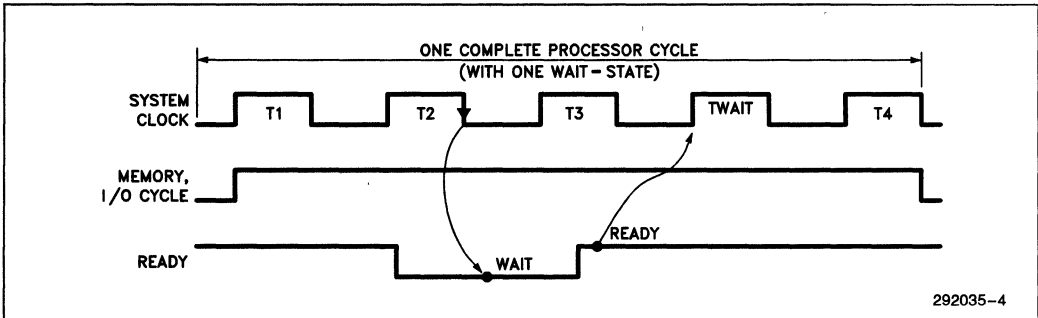 ONE COMPLETE PROCESSOR CYCLE
(WITH ONE WAIT-STATE)
SYSTEM
CLOCK
T1
T2
T3
TWAIT
T4
MEMORY,
I/O CYCLE
READY
WAIT
READY
292035-4